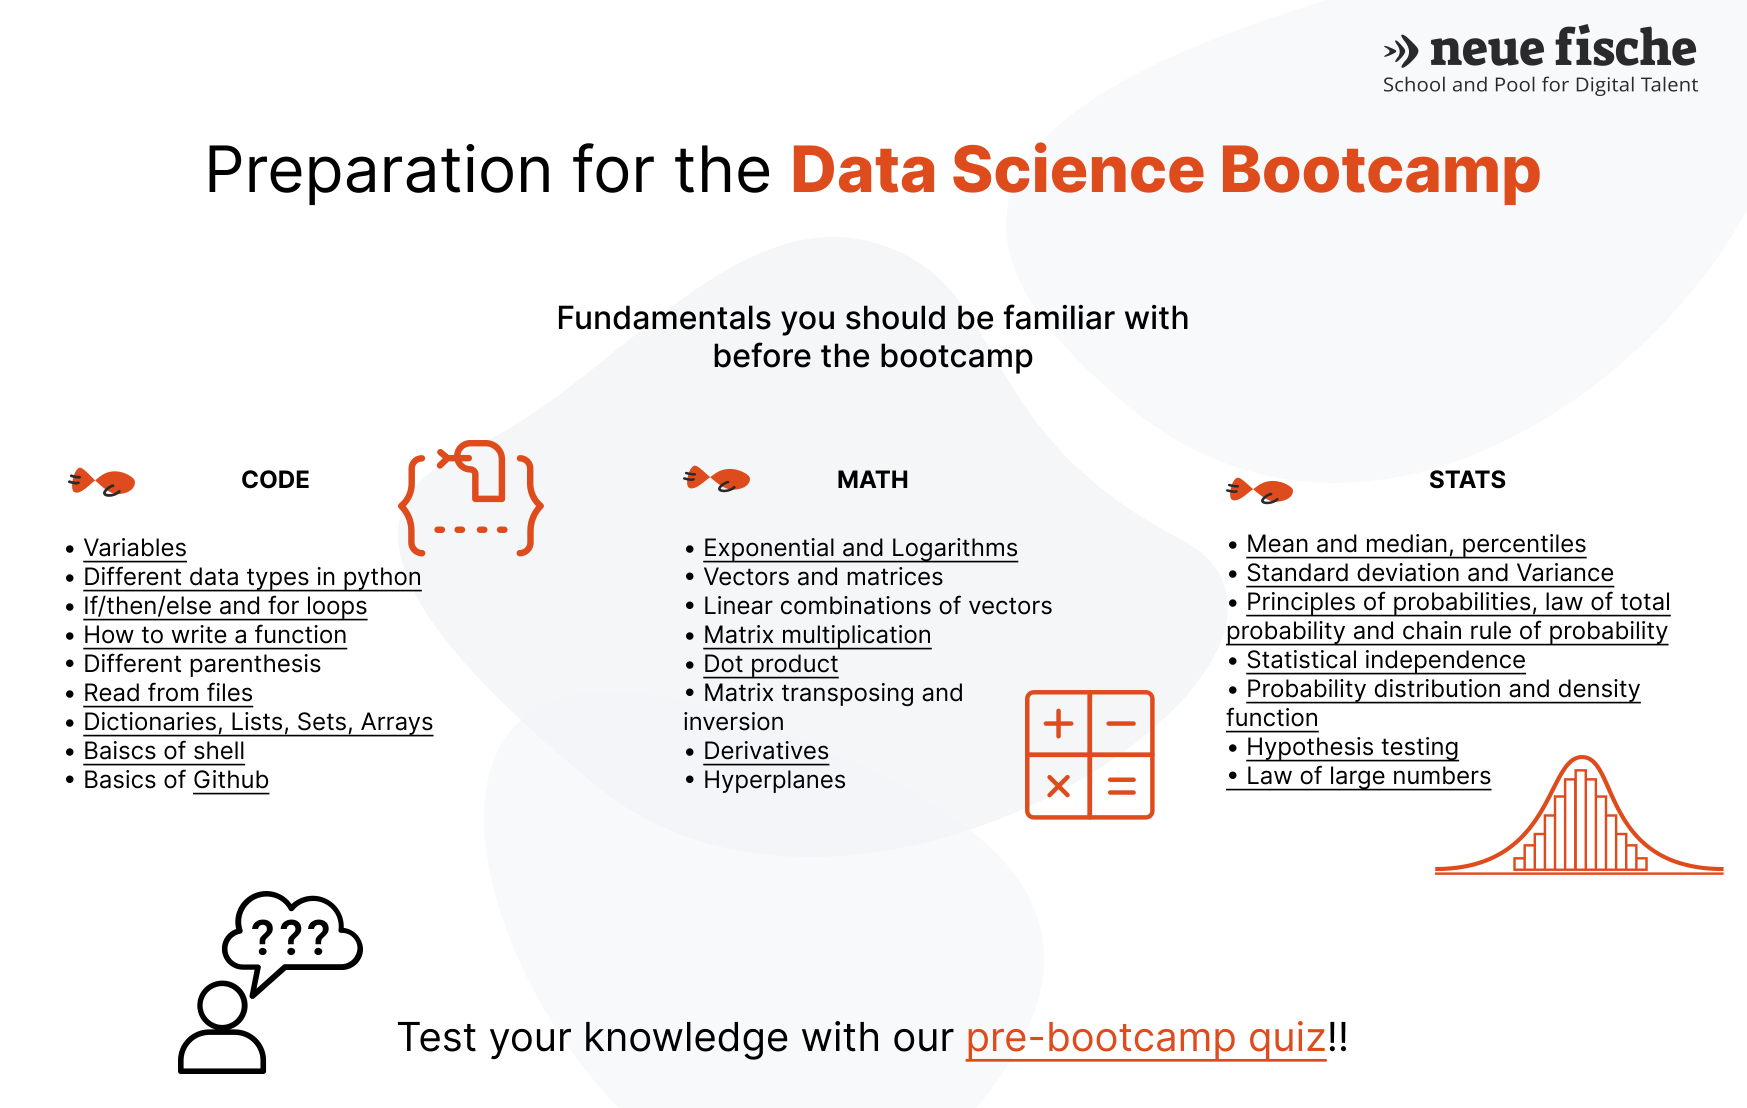 neue fische
School and Pool for Digital Talent
Preparation for the Data Science Bootcamp
Fundamentals you should be familiar with
before the bootcamp
CODE
• Variables
• Different data types in python
• If/then/else and for loops
• How to write a function
• Different parenthesis
• Read from files
• Dictionaries, Lists, Sets, Arrays
• Baiscs of shell
• Basics of Github
MATH
• Exponential and Logarithms
• Vectors and matrices
• Linear combinations of vectors
• Matrix multiplication
• Dot product
• Matrix transposing and
inversion
• Derivatives
• Hyperplanes
STATS
• Mean and median, percentiles
• Standard deviation and Variance
• Principles of probabilities, law of total
probability and chain rule of probability
• Statistical independence
• Probability distribution and density
function
• Hypothesis testing
• Law of large numbers
???
Test your knowledge with our pre-bootcamp quiz!!